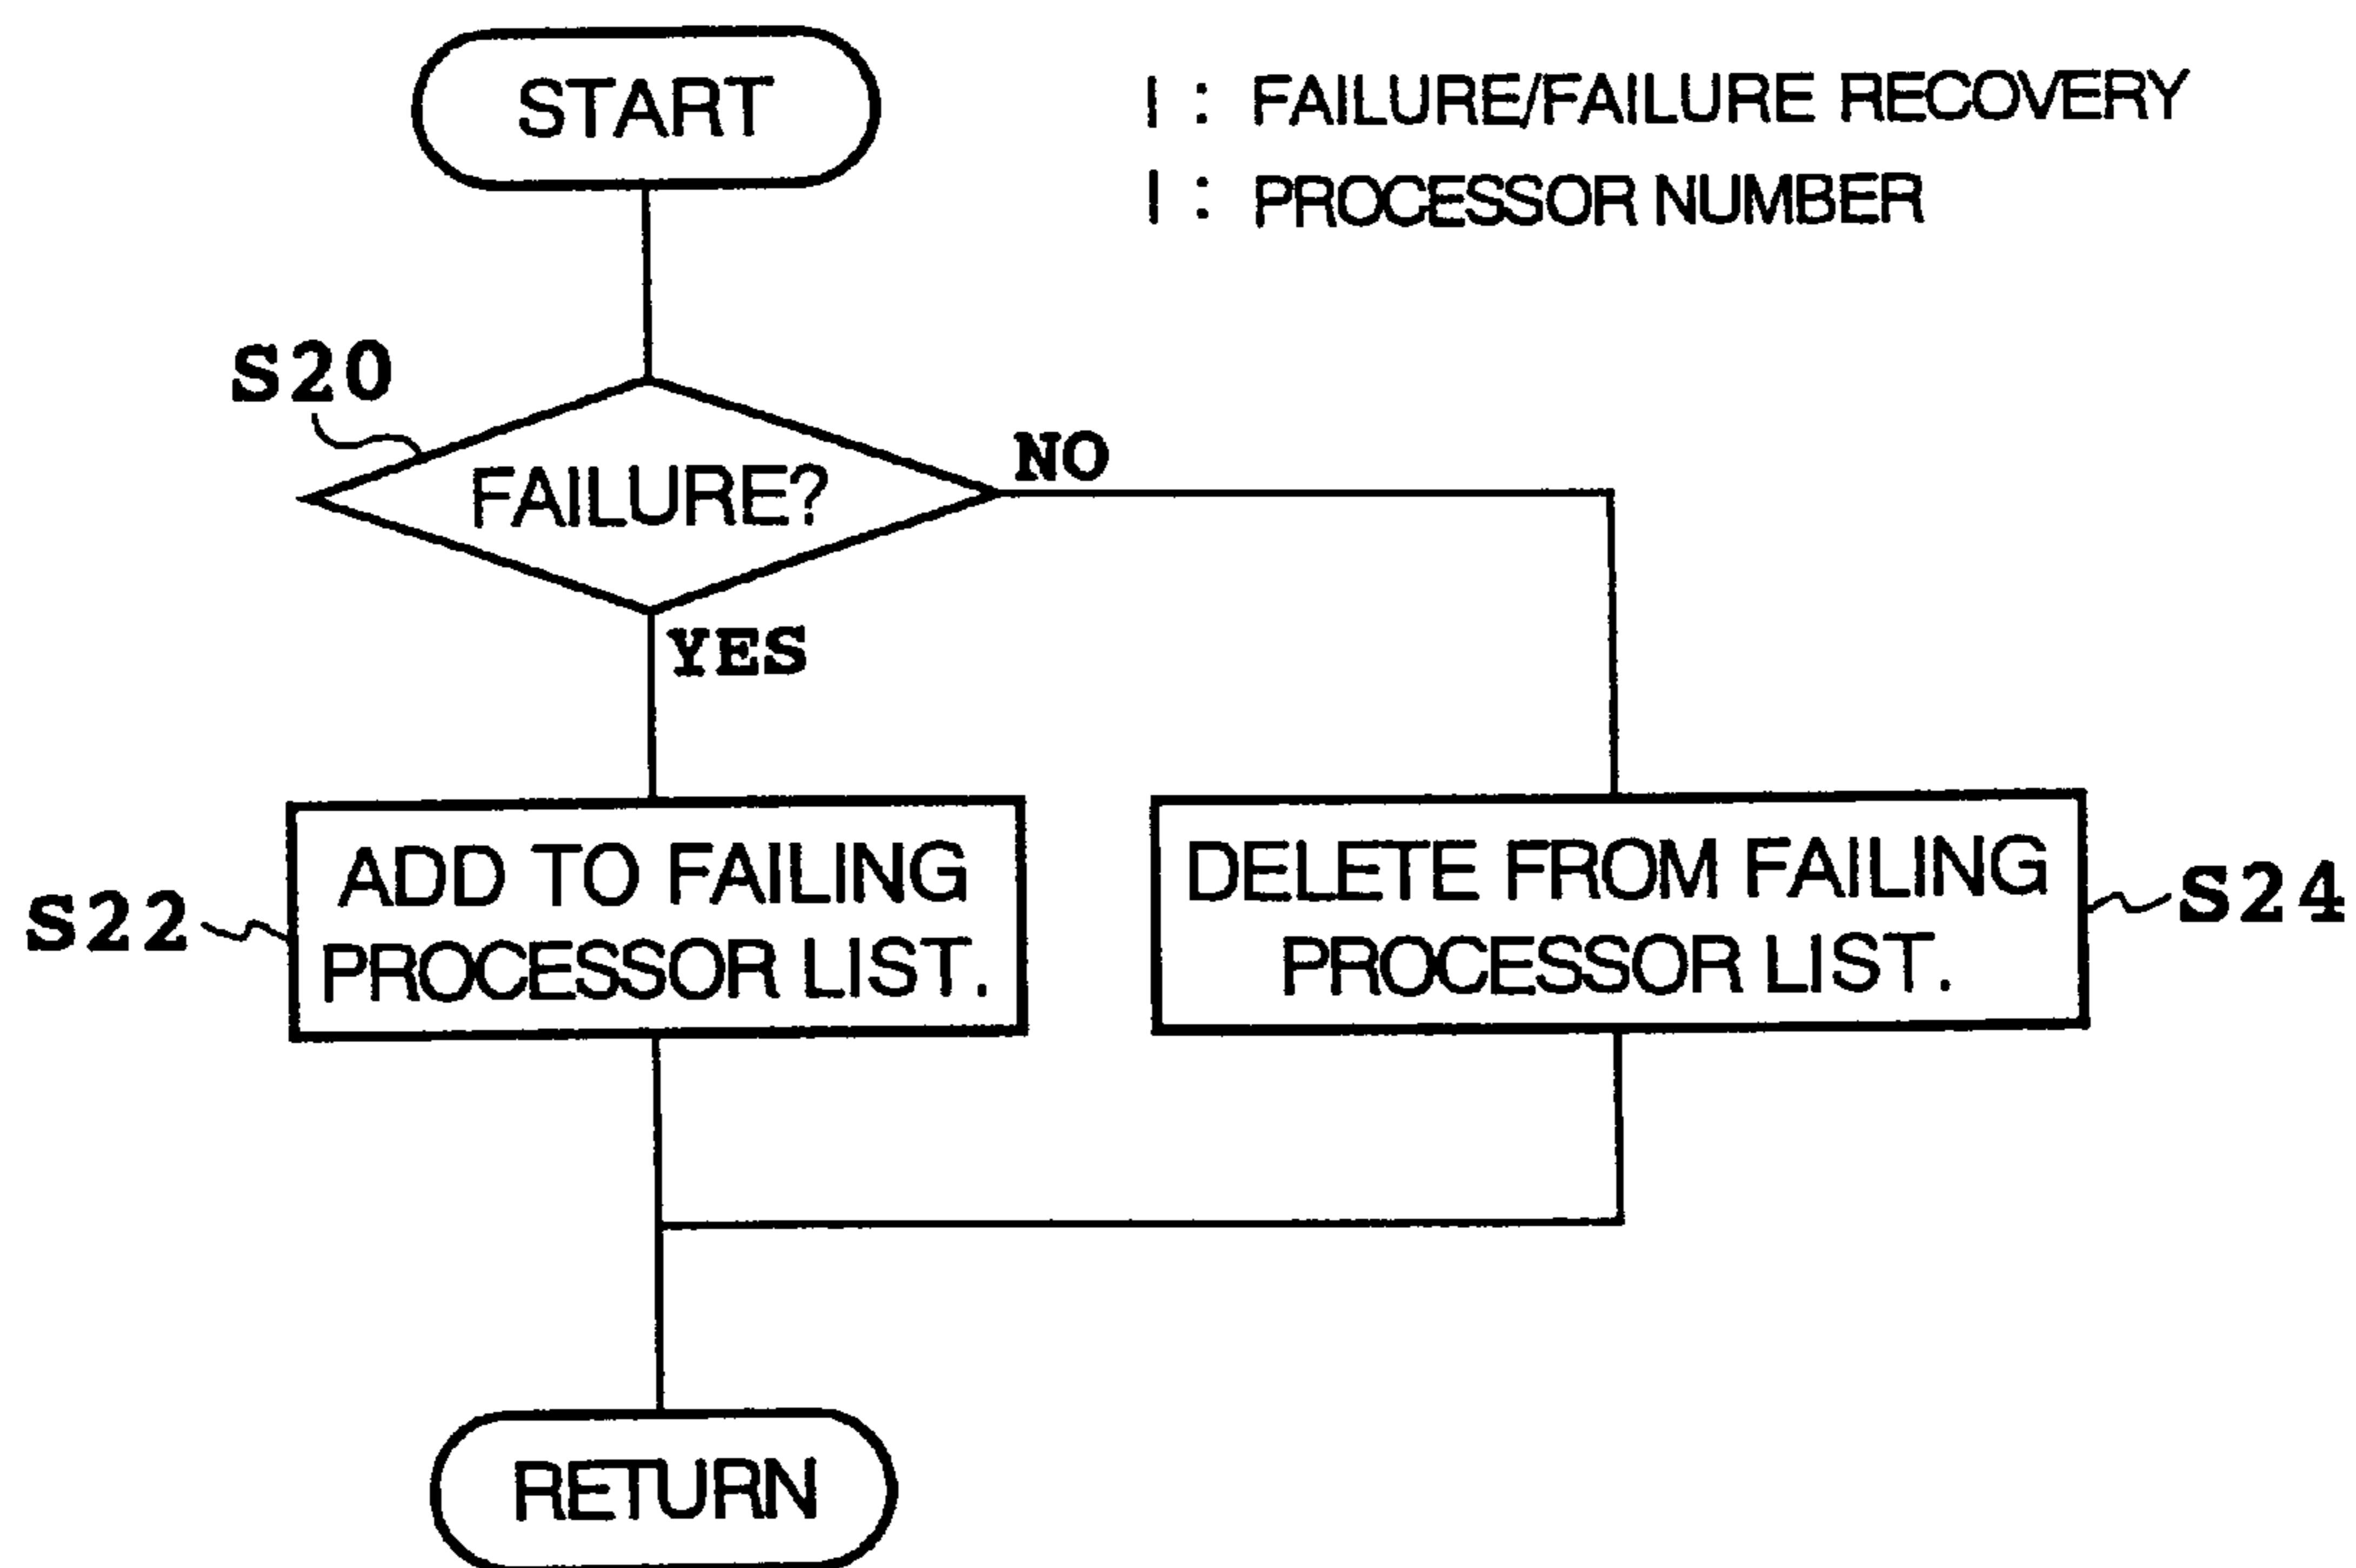 START
I : FAILURE/FAILURE RECOVERY
I : PROCESSOR NUMBER
S20
FAILURE?
NO
YES
S22
ADD TO FAILING
PROCESSOR LIST.
DELETE FROM FAILING
PROCESSOR LIST.
S24
RETURN